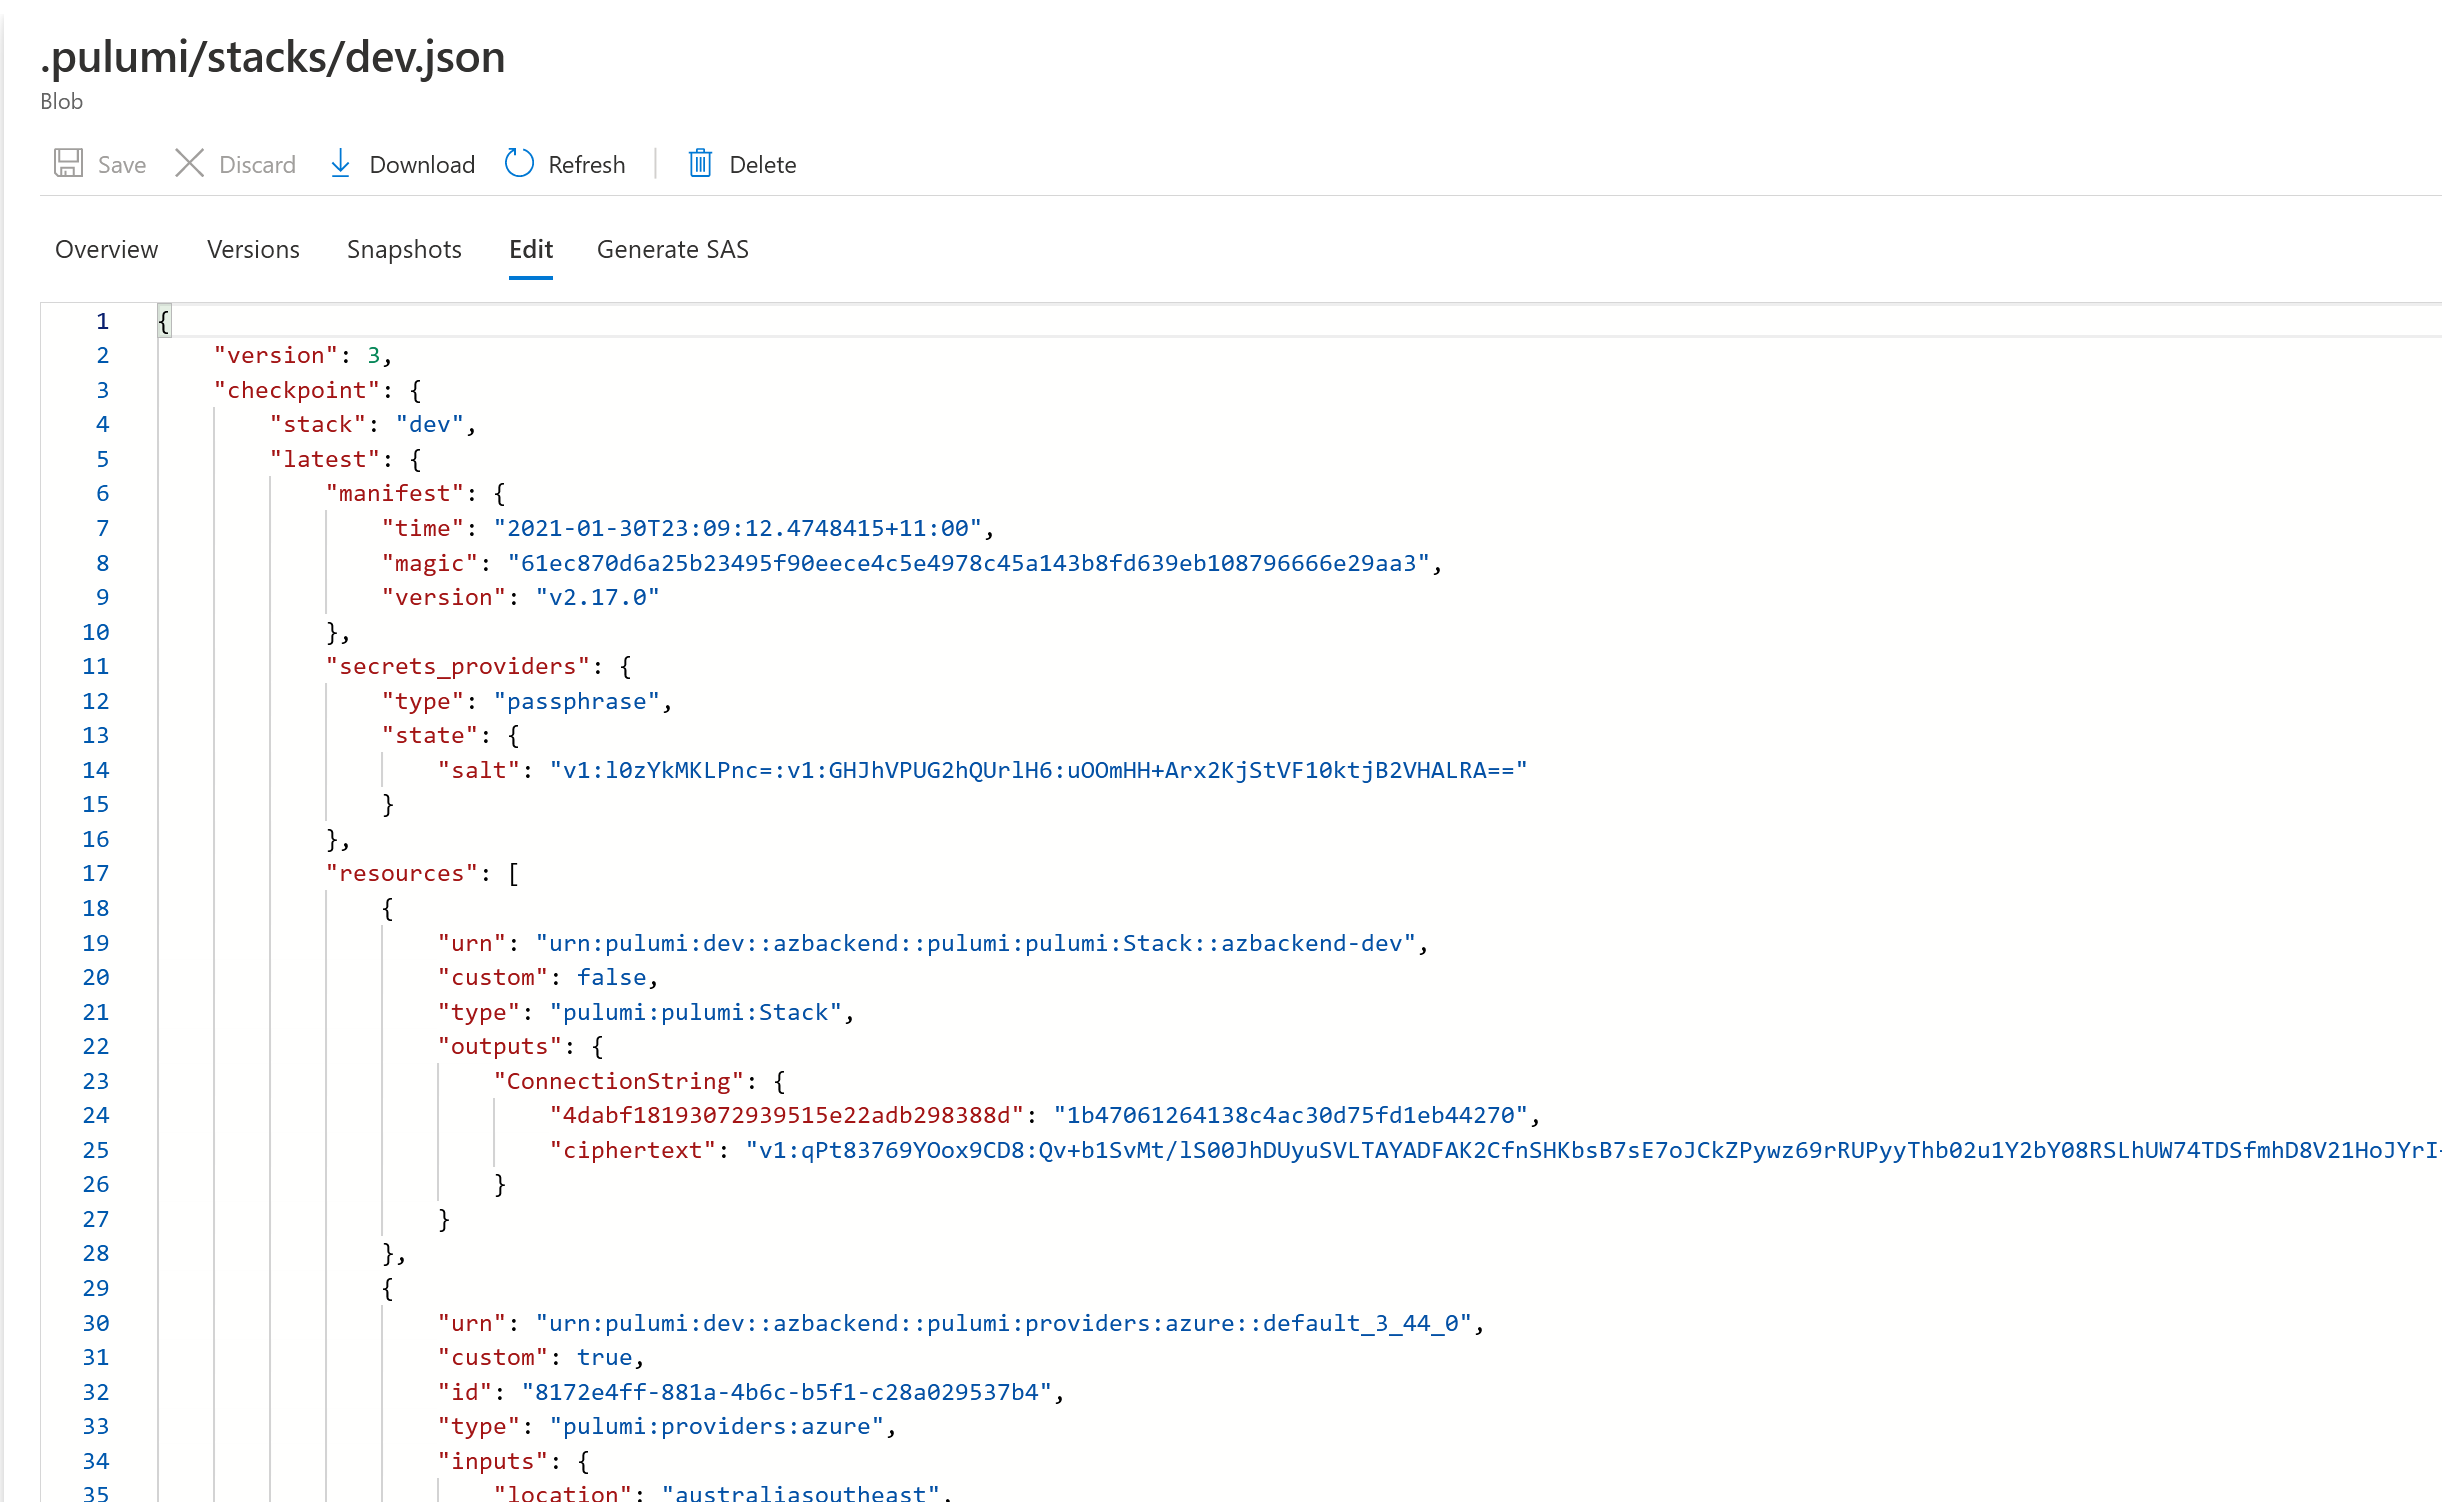 .pulumi/stacks/dev.json
Blob
Save Discard Download Refresh Delete
Overview Versions Snapshots Edit Generate SAS
1 {
2 "version": 3,
3 "checkpoint": {
4 "stack": "dev",
5 "latest": {
6 "manifest": {
7 "time": "2021-01-30T23:09:12.4748415+11:00",
8 "magic": "61ec870d6a25b23495f90eece4c5e4978c45a143b8fd639eb108796666e29aa3",
9 "version": "v2.17.0"
10 },
11 "secrets_providers": {
12 "type": "passphrase",
13 "state": {
14 "salt": "v1:l0zYkMKLPnc=:v1:GHJhVPUG2hQUrlH6:uOOmHH+Arx2KjStVF10ktjB2VHALRA=="
15 }
16 },
17 "resources": [
18 {
19 "urn": "urn:pulumi:dev::azbackend::pulumi:pulumi:Stack::azbackend-dev",
20 "custom": false,
21 "type": "pulumi:pulumi:Stack",
22 "outputs": {
23 "ConnectionString": {
24 "4dabf18193072939515e22adb298388d": "1b47061264138c4ac30d75fd1eb44270",
25 "ciphertext": "v1:qPt83769YOox9CD8:Qv+b1SvMt/lS00JhDUyuSVLTAYADFAK2CfnSHKbsB7sE7oJCkZPywz69rRUPyyThb02u1Y2bY08RSLhUW74TDSfmhD8V21HoJYrI
26 }
27 }
28 },
29 {
30 "urn": "urn:pulumi:dev::azbackend::pulumi:providers:azure::default_3_44_0",
31 "custom": true,
32 "id": "8172e4ff-881a-4b6c-b5f1-c28a029537b4",
33 "type": "pulumi:providers:azure",
34 "inputs": {
35 "location": "australiasoutheast",